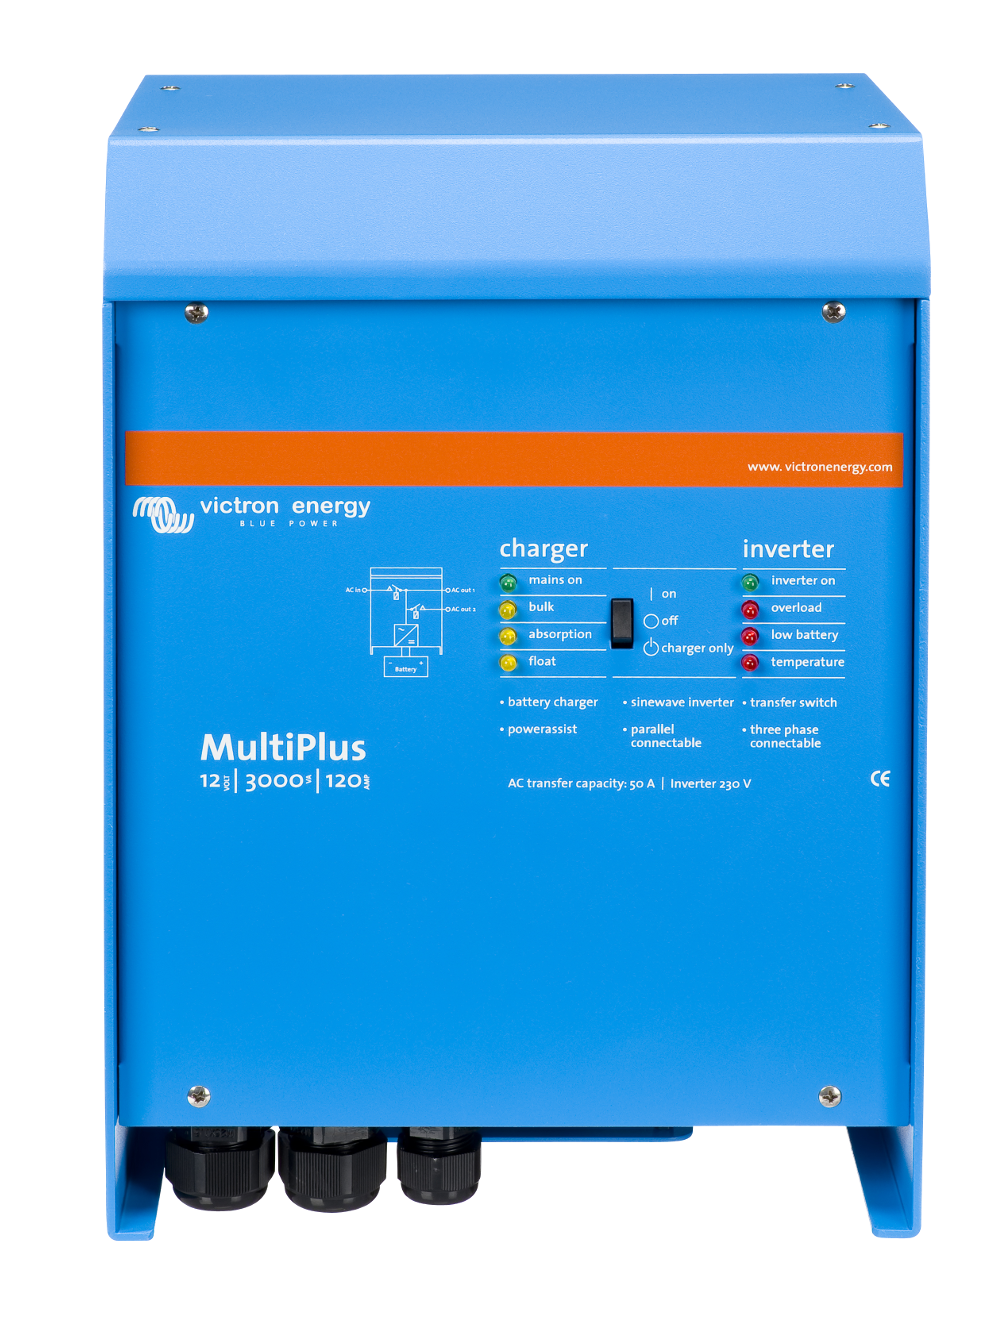 www. victronenergy.com
victron energy
BLUE POWER
charger
inverter
mains on
bulk
absorption
float
on
off
charger only
inverter on
overload
low battery
temperature
AC in
AC out 1
AC out 2
− Battery +
• battery charger
• sinewave inverter
• transfer switch
• powerassist
• parallel
connectable
• three phase
connectable
MultiPlus
12 VOLT | 3000 VA | 120 AMP
AC transfer capacity: 50 A | Inverter 230 V
CE